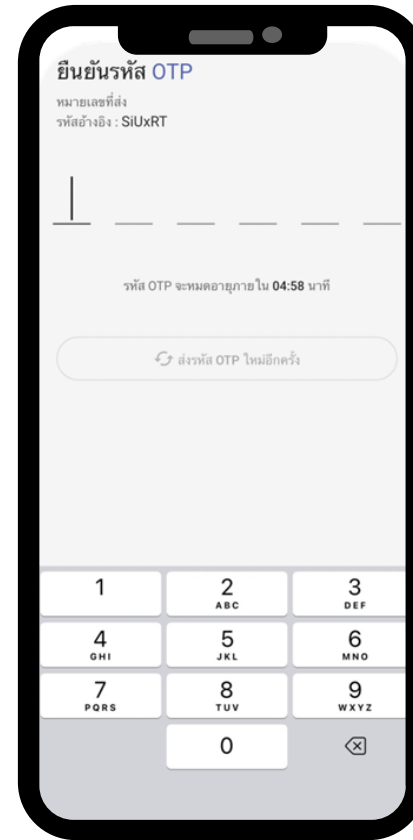 ยืนยันรหัส OTP
หมายเลขที่ส่ง
รหัสอ้างอิง : SiUxRT
รหัส OTP จะหมดอายุภายใน 04:58 นาที
ส่งรหัส OTP ใหม่อีกครั้ง
1 2 3
ABC DEF
4 5 6
GHI JKL MNO
7 8 9
PQRS TUV WXYZ
0